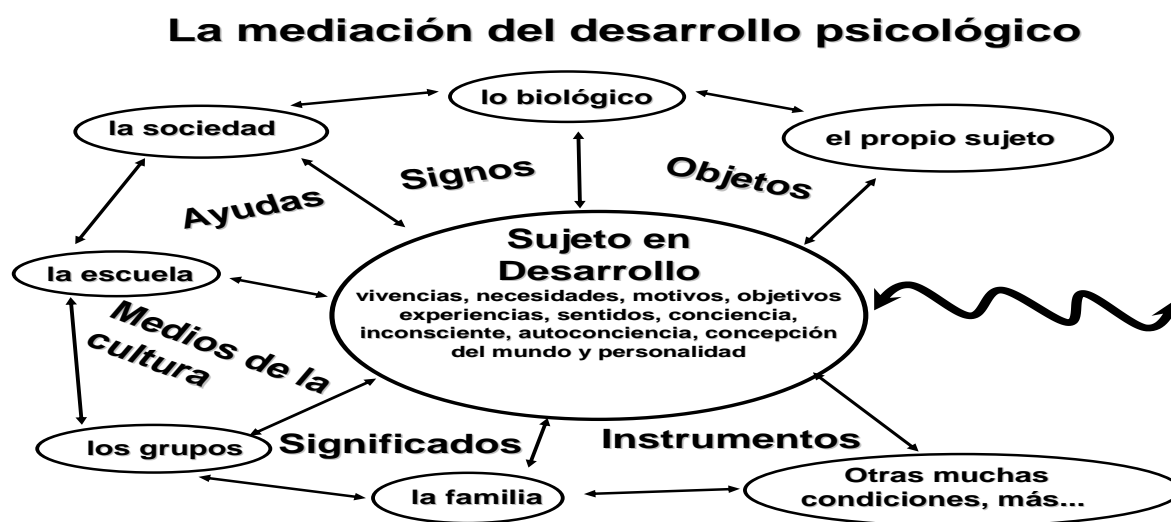 La mediación del desarrollo psicológico
lo biológico
la sociedad
el propio sujeto
Signos
Objetos
Ayudas
Sujeto en
Desarrollo
vivencias, necesidades, motivos, objetivos
experiencias, sentidos, conciencia,
inconsciente, autoconciencia, concepción
del mundo y personalidad
la escuela
Medios de la
cultura
los grupos
Significados
Instrumentos
la familia
Otras muchas
condiciones, más...